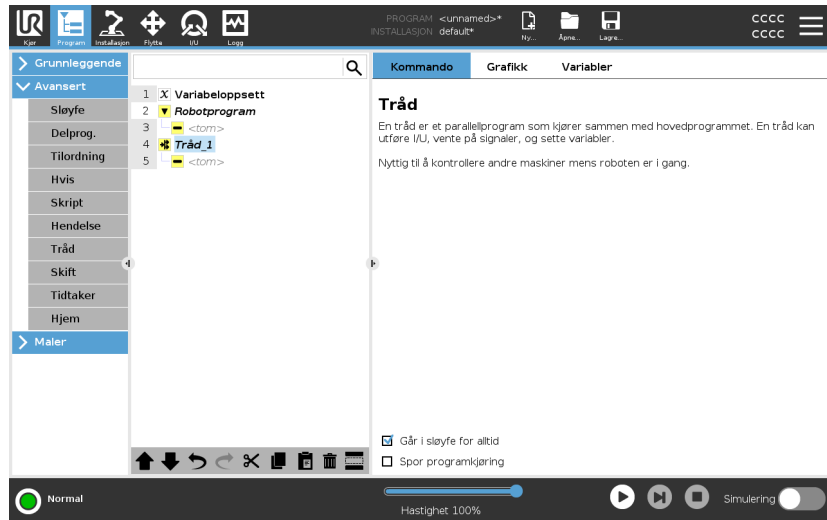 UR
PROGRAM <unnamed>*
INSTALLASJON default*
cccc
cccc
Kjør Program Installasjon Flytte I/U Logg Ny... Åpne... Lagre...
Grunnleggende
Avansert
Sløyfe
Delprog.
Tilordning
Hvis
Skript
Hendelse
Tråd
Skift
Tidtaker
Hjem
Maler
1 X Variabeloppsett
2 Robotprogram
3 <tom>
4 Tråd_1
5 <tom>
Kommando Grafikk Variabler
Tråd
En tråd er et parallellprogram som kjører sammen med hovedprogrammet. En tråd kan
utføre I/U, vente på signaler, og sette variabler.
Nyttig til å kontrollere andre maskiner mens roboten er i gang.
Går i sløyfe for alltid
Spor programkjøring
Normal
Hastighet 100%
Simulering